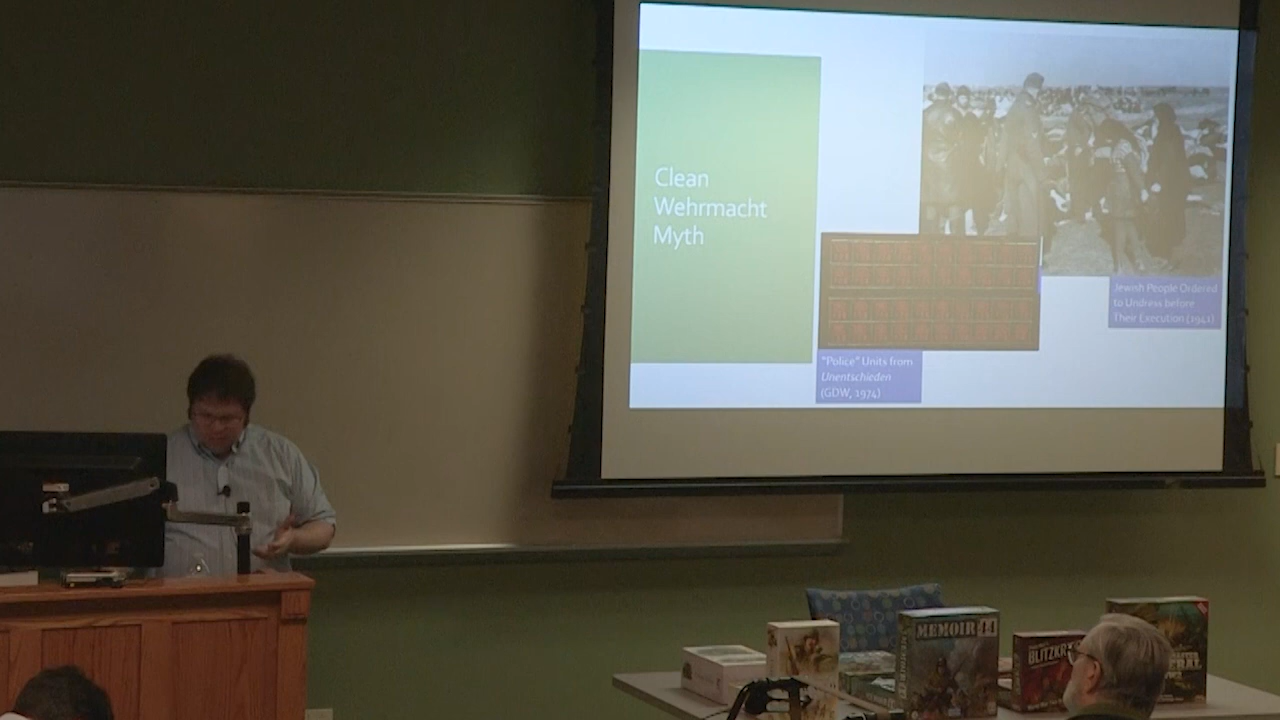 Clean
Wehrmacht
Myth
Jewish People Ordered
to Undress before
Their Execution (1941)
"Police" Units from
Unentschieden
(GDW, 1974)
MEMOIR 44